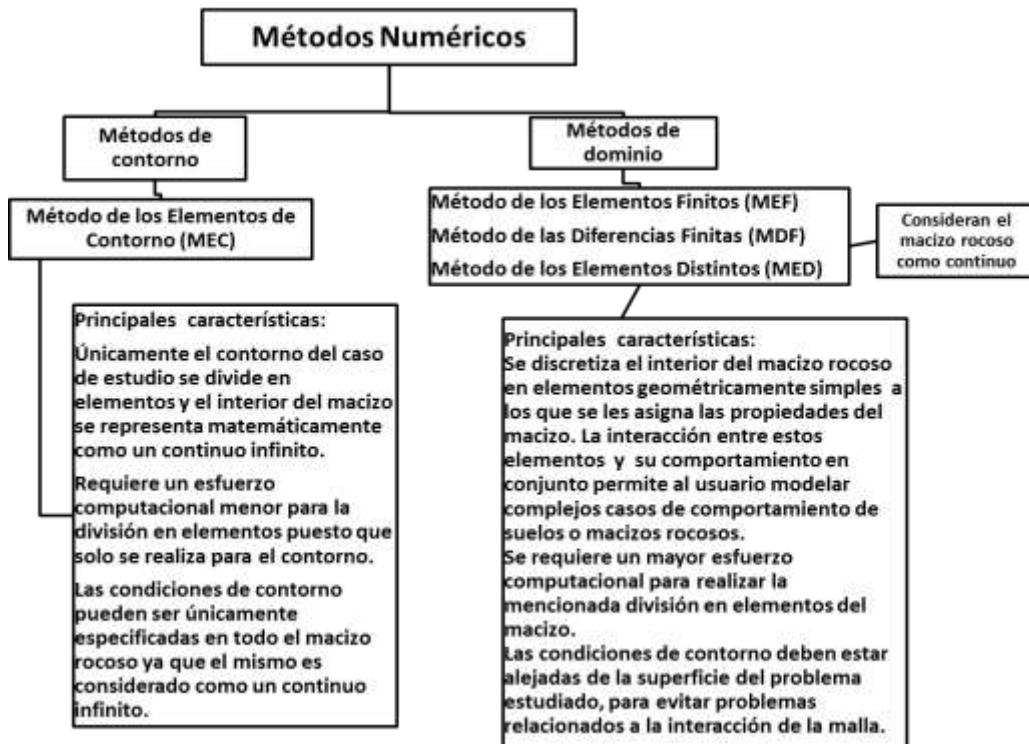 Métodos Numéricos
Métodos de
contorno
Método de los Elementos de
Contorno (MEC)
Principales características:
Únicamente el contorno del caso
de estudio se divide en
elementos y el interior del macizo
se representa matemáticamente
como un continuo infinito.
Requiere un esfuerzo
computacional menor para la
división en elementos puesto que
solo se realiza para el contorno.
Las condiciones de contorno
pueden ser únicamente
especificadas en todo el macizo
rocoso ya que el mismo es
considerado como un continuo
infinito.
Métodos de
dominio
Método de los Elementos Finitos (MEF)
Método de las Diferencias Finitas (MDF)
Método de los Elementos Distintos (MED)
Consideran el
macizo rocoso
como continuo
Principales características:
Se discretiza el interior del macizo rocoso
en elementos geométricamente simples a
los que se les asigna las propiedades del
macizo. La interacción entre estos
elementos y su comportamiento en
conjunto permite al usuario modelar
complejos casos de comportamiento de
suelos o macizos rocosos.
Se requiere un mayor esfuerzo
computacional para realizar la
mencionada división en elementos del
macizo.
Las condiciones de contorno deben estar
alejadas de la superficie del problema
estudiado, para evitar problemas
relacionados a la interacción de la malla.